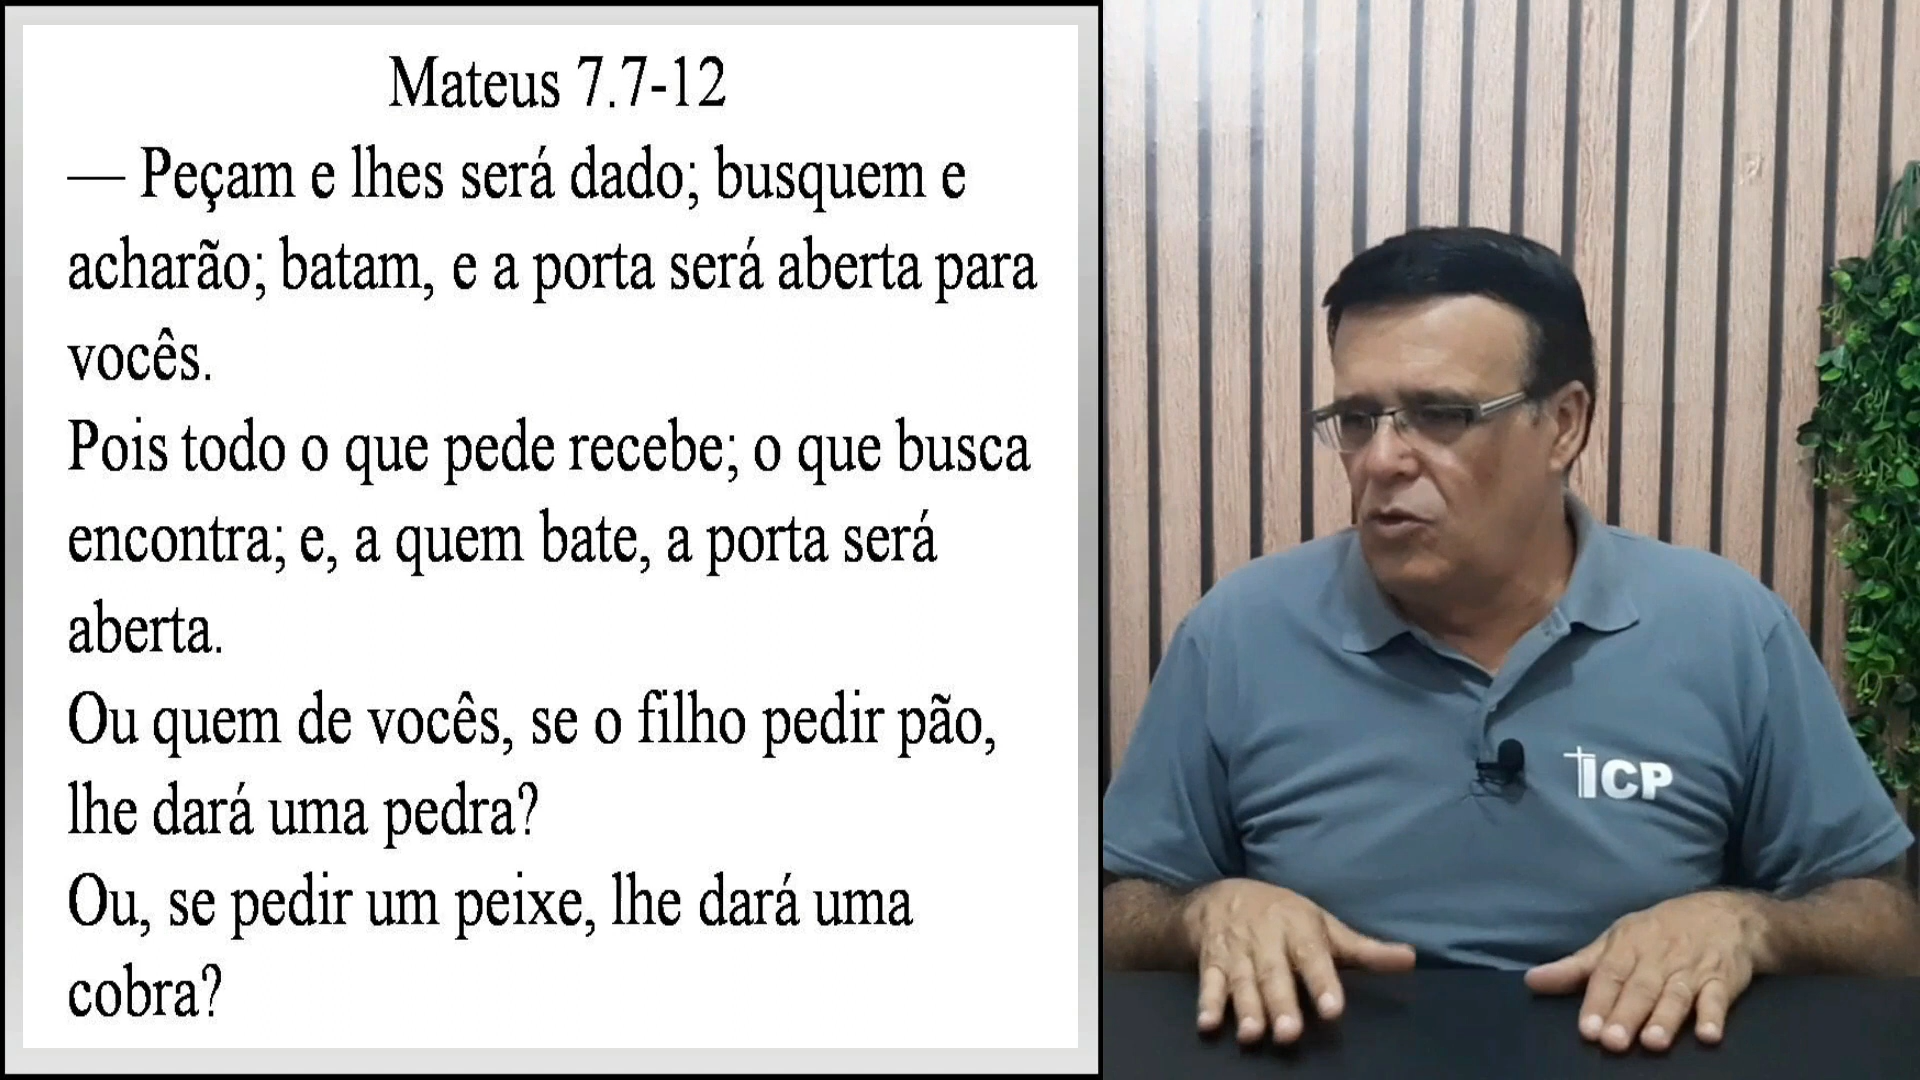 Mateus 7.7-12
— Peçam e lhes será dado; busquem e
acharão; batam, e a porta será aberta para
vocês.
Pois todo o que pede recebe; o que busca
encontra; e, a quem bate, a porta será
aberta.
Ou quem de vocês, se o filho pedir pão,
lhe dará uma pedra?
Ou, se pedir um peixe, lhe dará uma
cobra?
ICP